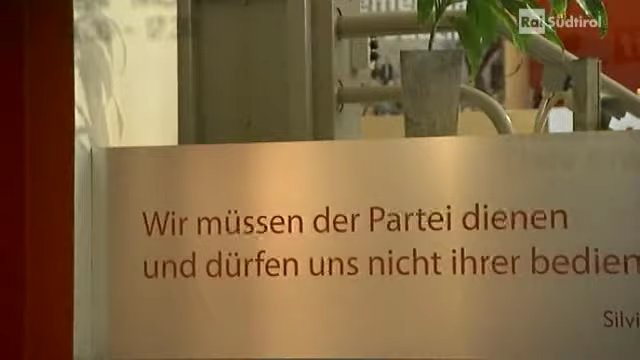 Rai Südtirol
Wir müssen der Partei dienen
und dürfen uns nicht ihrer bedien
Silvi